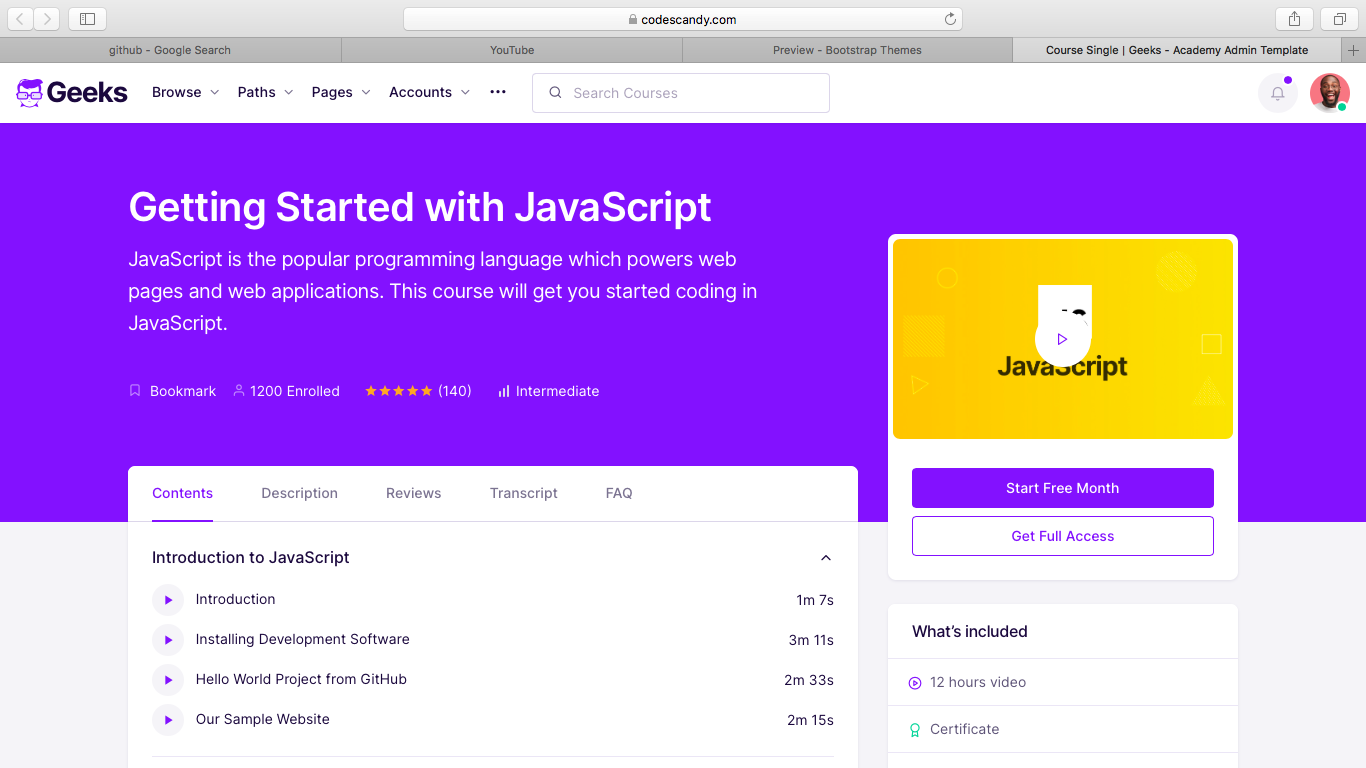 codescandy.com
github - Google Search
YouTube
Preview - Bootstrap Themes
Course Single | Geeks - Academy Admin Template
Geeks
Browse
Paths
Pages
Accounts
Search Courses
Getting Started with JavaScript
JavaScript is the popular programming language which powers web
pages and web applications. This course will get you started coding in
JavaScript.
Bookmark
1200 Enrolled
(140)
Intermediate
JavaScript
Start Free Month
Get Full Access
Contents
Description
Reviews
Transcript
FAQ
Introduction to JavaScript
Introduction
1m 7s
Installing Development Software
3m 11s
Hello World Project from GitHub
2m 33s
Our Sample Website
2m 15s
What's included
12 hours video
Certificate